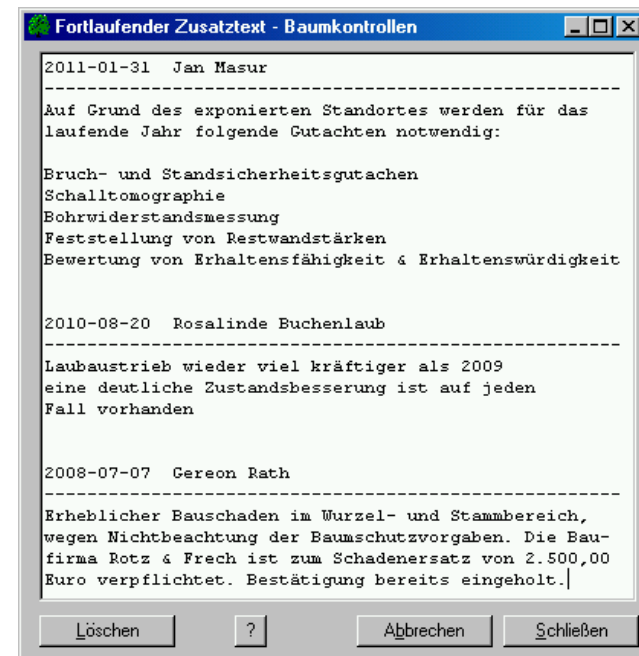 Fortlaufender Zusatztext - Baumkontrollen
2011-01-31  Jan Masur
------------------------------------------------------
Auf Grund des exponierten Standortes werden für das
laufende Jahr folgende Gutachten notwendig:
Bruch- und Standsicherheitsgutachen
Schalltomographie
Bohrwiderstandsmessung
Feststellung von Restwandstärken
Bewertung von Erhaltensfähigkeit & Erhaltenswürdigkeit
2010-08-20  Rosalinde Buchenlaub
------------------------------------------------------
Laubaustrieb wieder viel kräftiger als 2009
eine deutliche Zustandsbesserung ist auf jeden
Fall vorhanden
2008-07-07  Gereon Rath
------------------------------------------------------
Erheblicher Bauschaden im Wurzel- und Stammbereich,
wegen Nichtbeachtung der Baumschutzvorgaben. Die Bau-
firma Rotz & Frech ist zum Schadenersatz von 2.500,00
Euro verpflichtet. Bestätigung bereits eingeholt.
Löschen ? Abbrechen Schließen